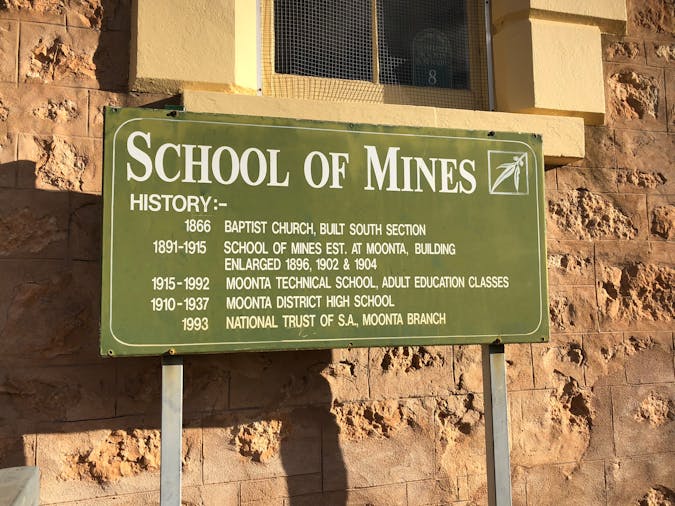 8
SCHOOL OF MINES
HISTORY:-
1866 BAPTIST CHURCH, BUILT SOUTH SECTION
1891-1915 SCHOOL OF MINES EST. AT MOONTA, BUILDING
ENLARGED 1896, 1902 & 1904
1915-1992 MOONTA TECHNICAL SCHOOL, ADULT EDUCATION CLASSES
1910-1937 MOONTA DISTRICT HIGH SCHOOL
1993 NATIONAL TRUST OF S.A., MOONTA BRANCH